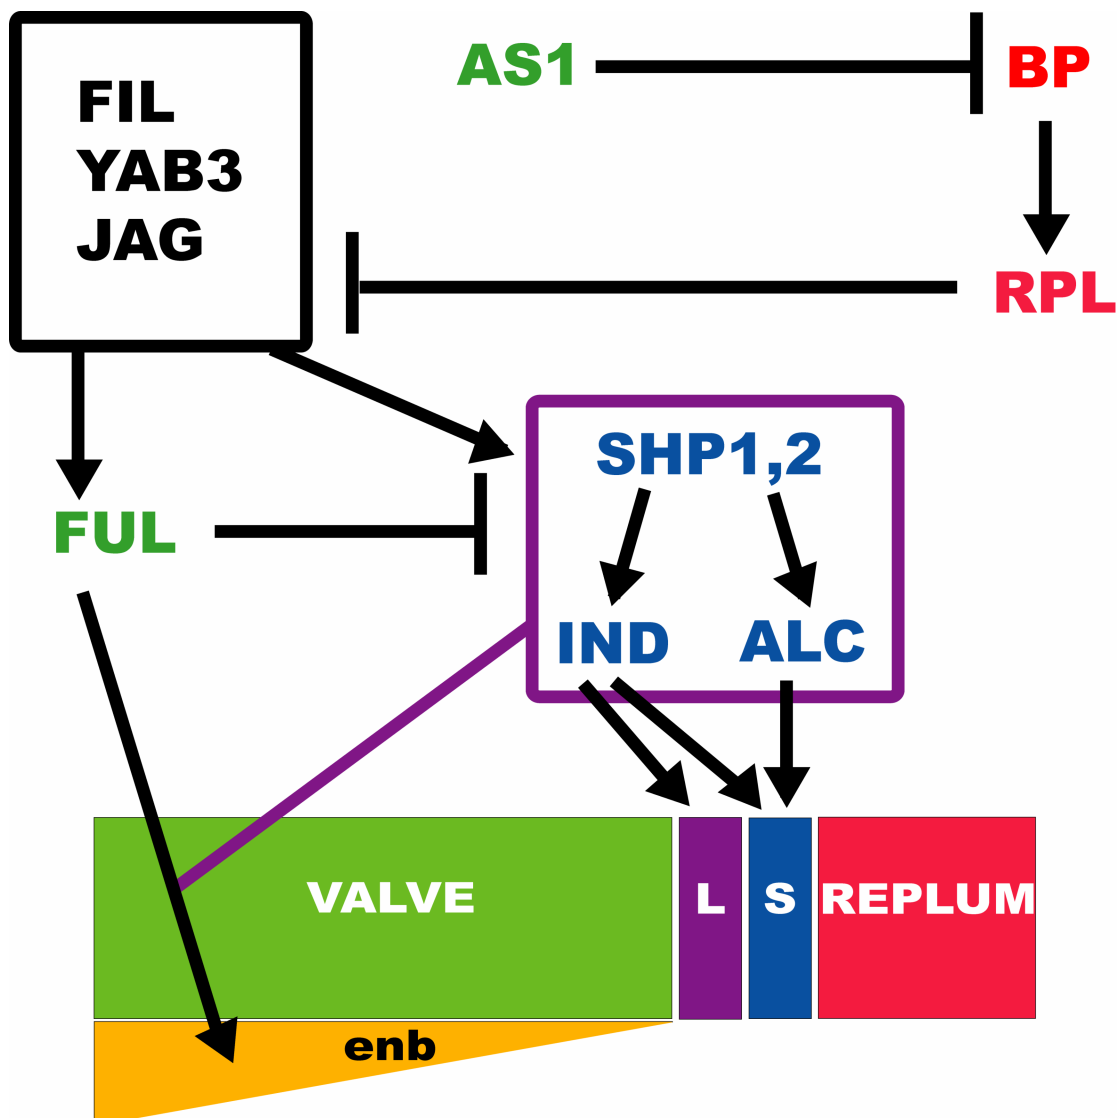 AS1
BP
FIL
YAB3
JAG
RPL
SHP1,2
FUL
IND
ALC
VALVE
L
S
REPLUM
enb